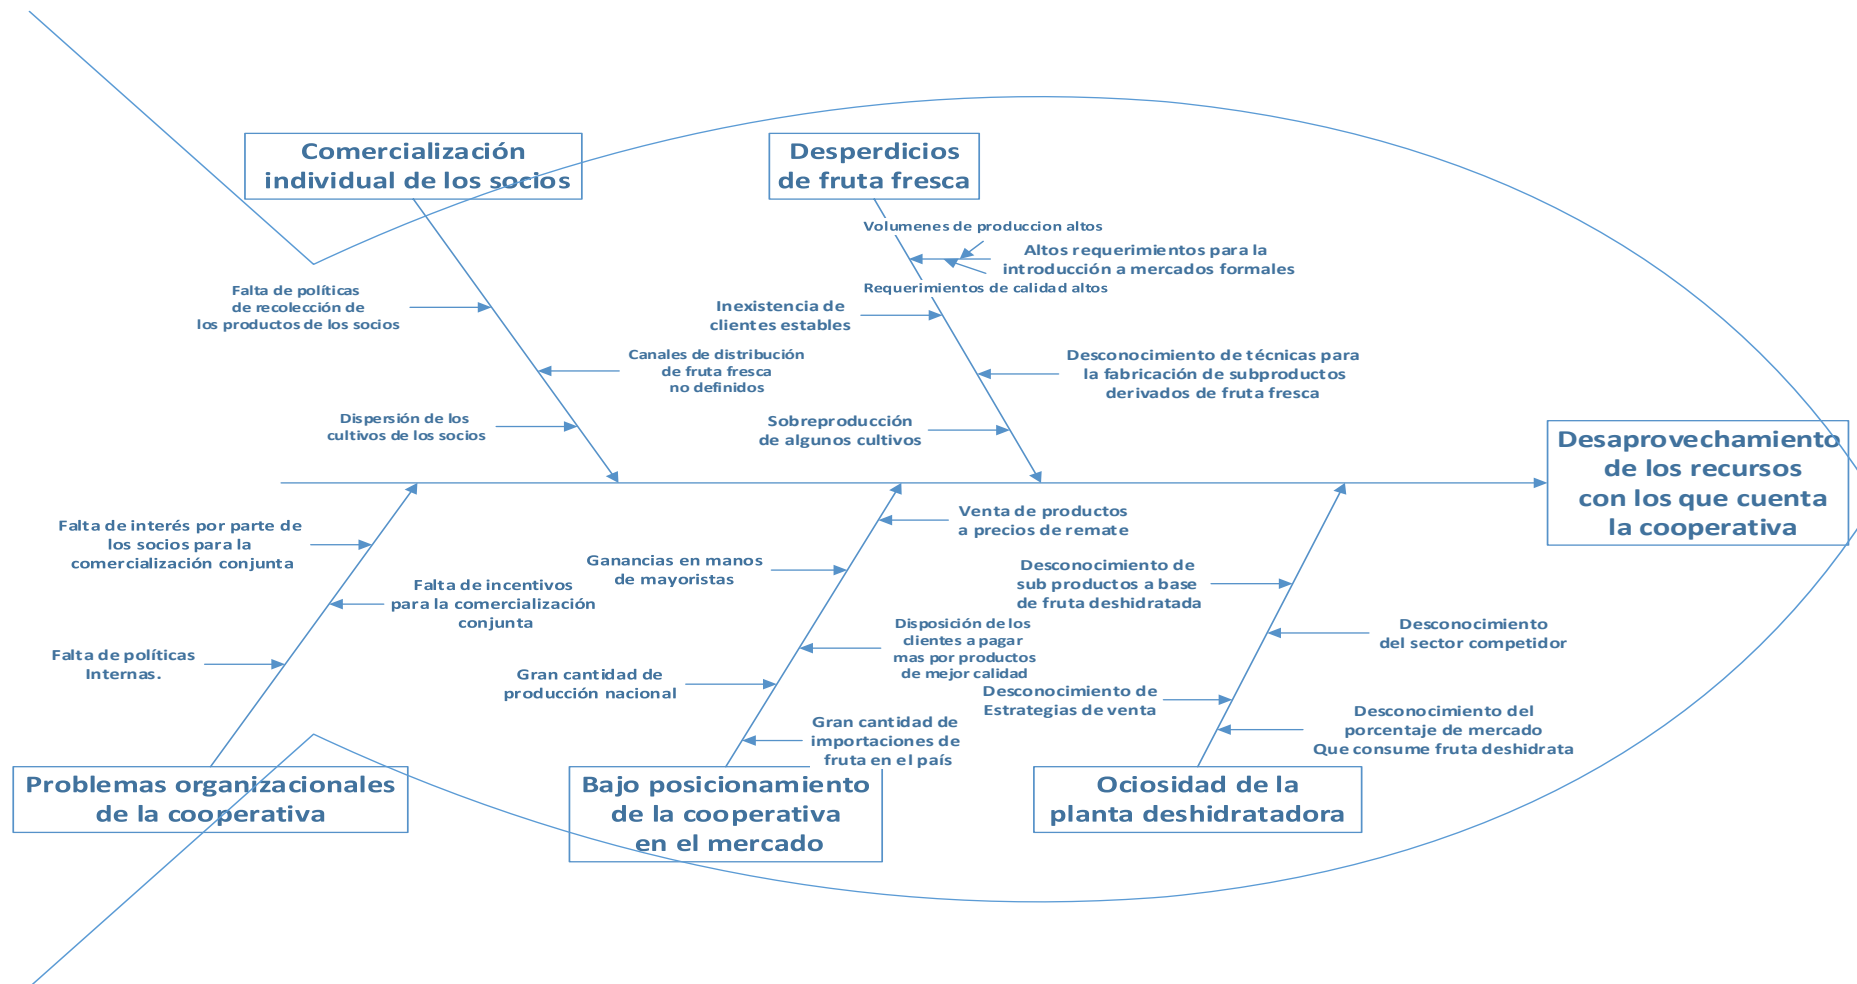 Comercialización
individual de los socios
Desperdicios
de fruta fresca
Volumenes de produccion altos
Altos requerimientos para la
introducción a mercados formales
Requerimientos de calidad altos
Falta de políticas
de recolección de
los productos de los socios
Inexistencia de
clientes estables
Canales de distribución
de fruta fresca
no definidos
Desconocimiento de técnicas para
la fabricación de subproductos
derivados de fruta fresca
Dispersión de los
cultivos de los socios
Sobreproducción
de algunos cultivos
Desaprovechamiento
de los recursos
con los que cuenta
la cooperativa
Falta de interés por parte de
los socios para la
comercialización conjunta
Venta de productos
a precios de remate
Ganancias en manos
de mayoristas
Desconocimiento de
sub productos a base
de fruta deshidratada
Falta de incentivos
para la comercialización
conjunta
Disposición de los
clientes a pagar
mas por productos
de mejor calidad
Desconocimiento
del sector competidor
Falta de políticas
Internas.
Gran cantidad de
producción nacional
Desconocimiento de
Estrategias de venta
Gran cantidad de
importaciones de
fruta en el país
Desconocimiento del
porcentaje de mercado
Que consume fruta deshidrata
Problemas organizacionales
de la cooperativa
Bajo posicionamiento
de la cooperativa
en el mercado
Ociosidad de la
planta deshidratadora